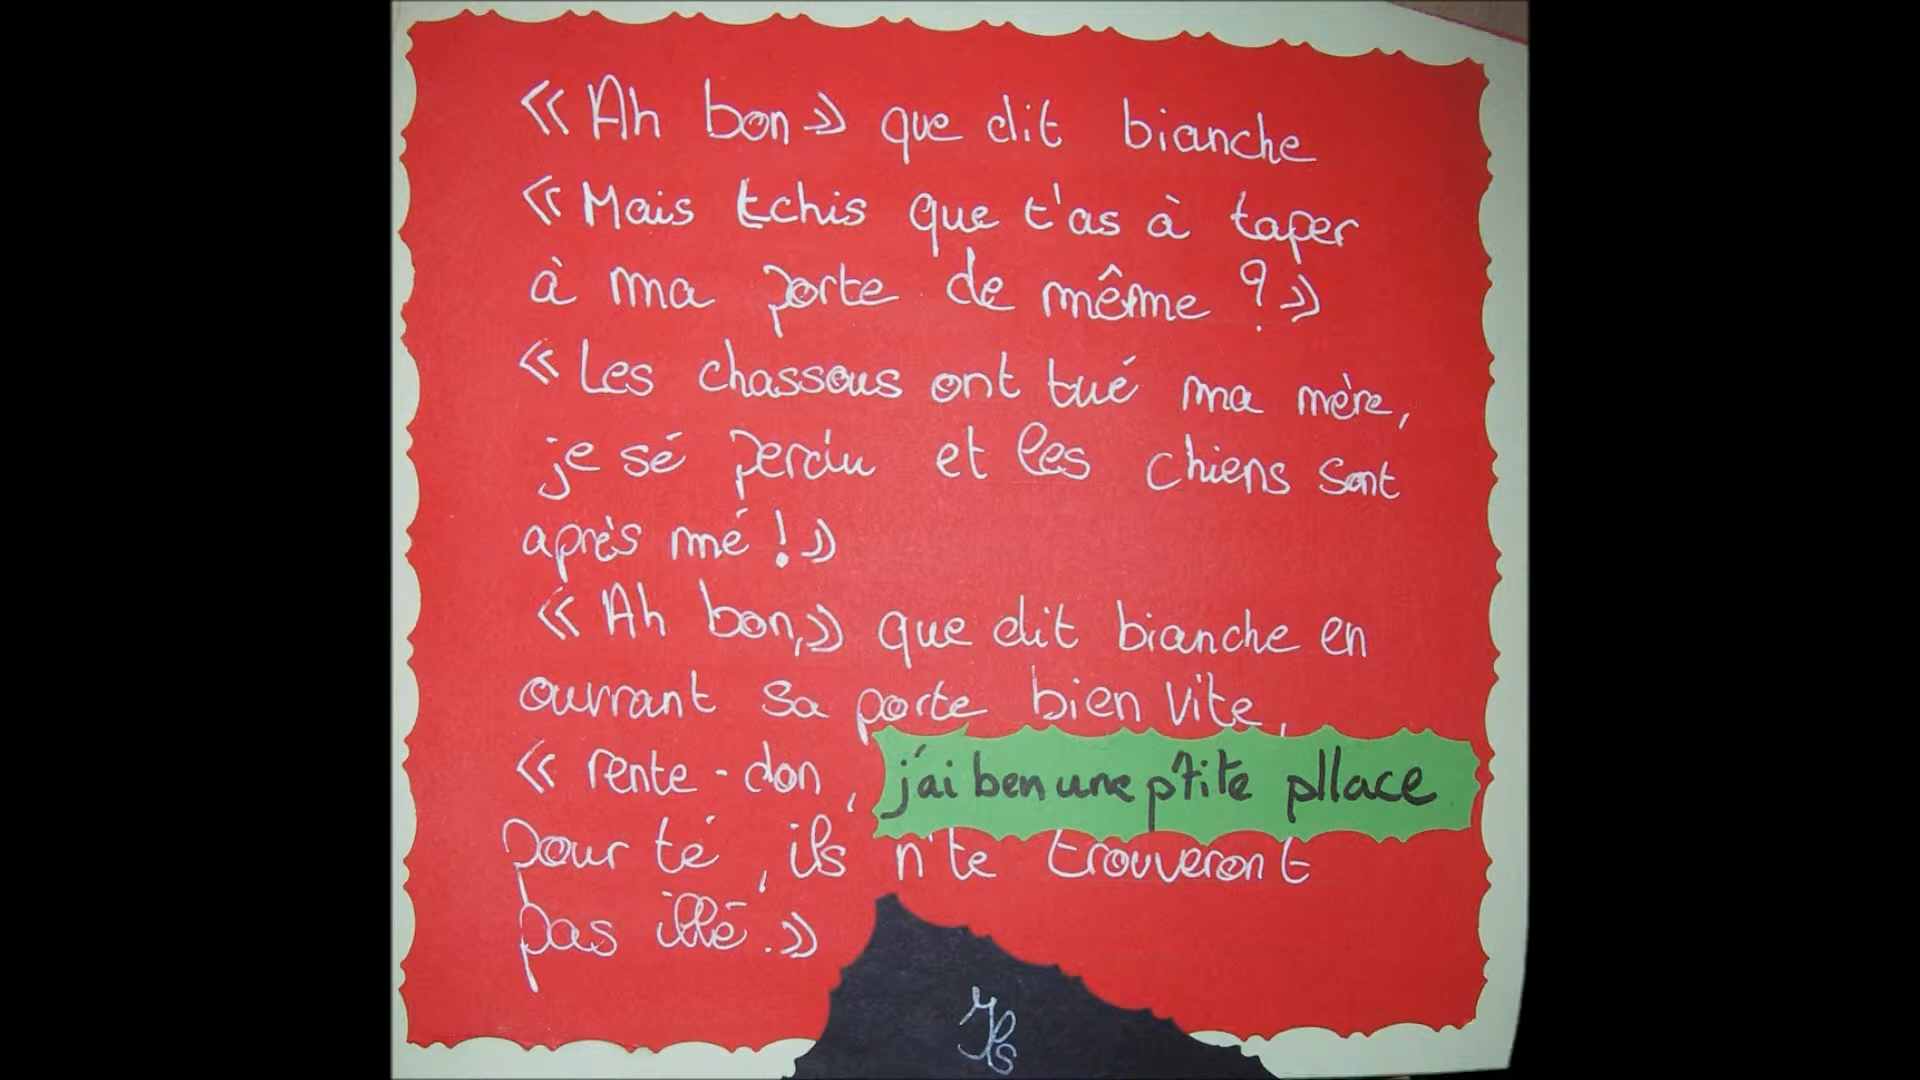 « Ah bon » que dit bianche
« Mais tchis que t'as à taper
à ma porte de même ? »
« Les chassous ont tué ma mère,
je sé perdu et les chiens sont
après mé ! »
« Ah bon, » que dit bianche en
ouvrant sa porte bien vite,
« rente-don, j'ai ben une p'tite pllace
pour té, ils n'te trouveront
pas illé. »
Ils